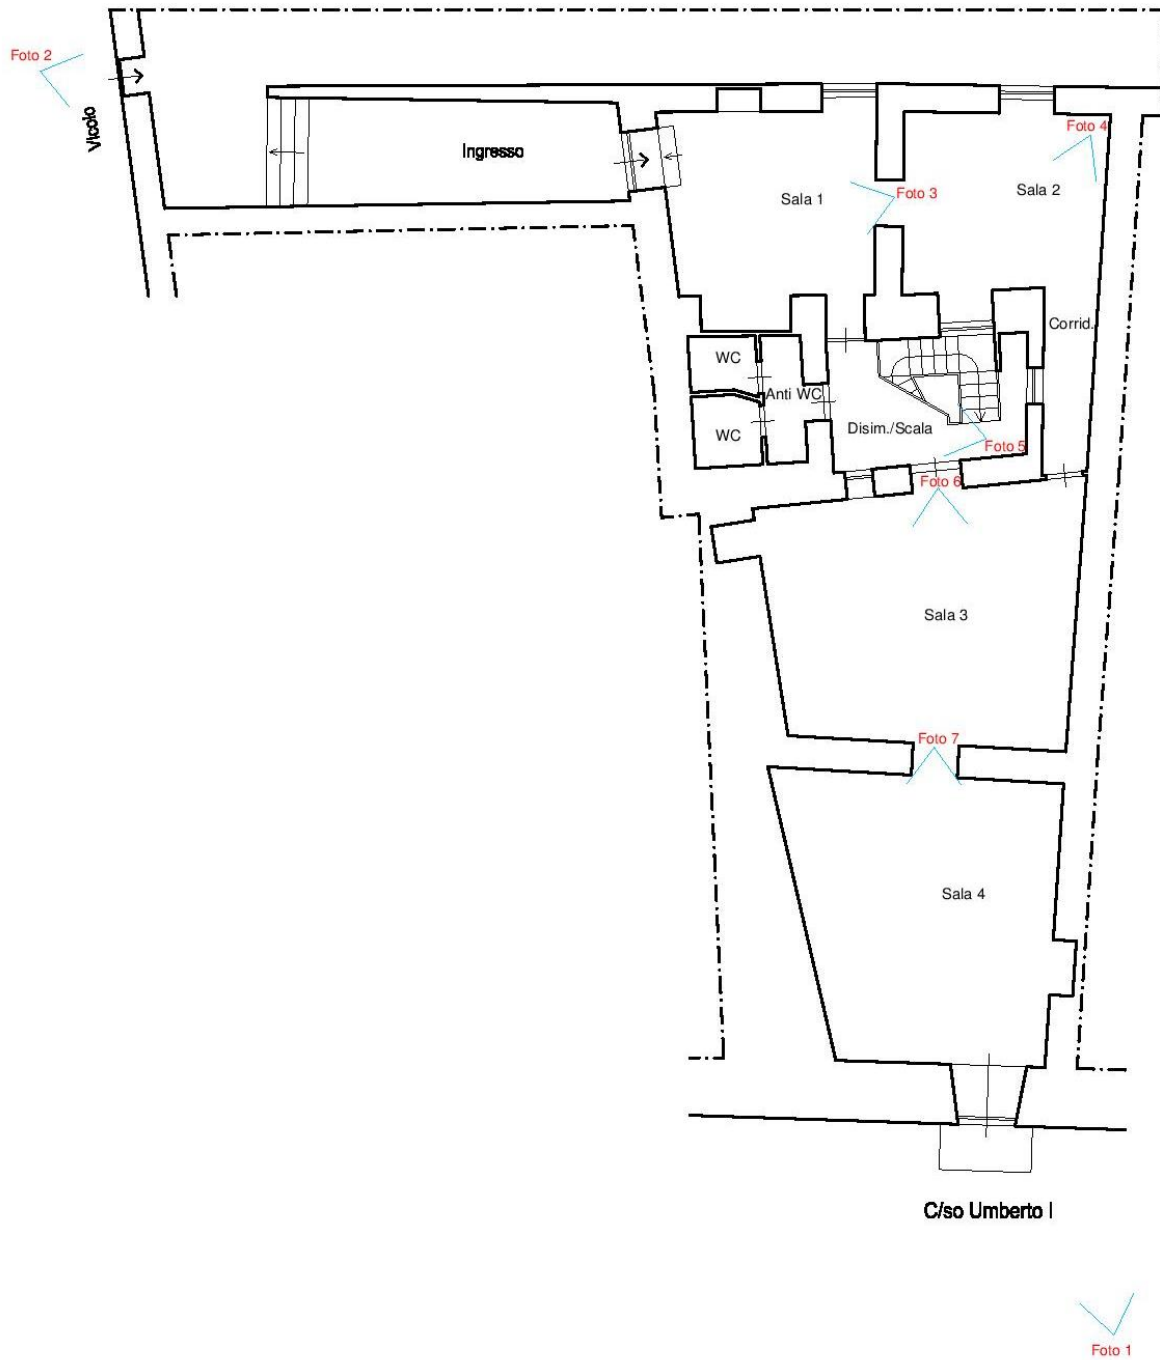 Foto 2
Vicolo
Ingresso
Foto 4
Sala 1
Foto 3
Sala 2
Corrid.
WC
Anti WC
WC
Disim./Scala
Foto 5
Foto 6
Sala 3
Foto 7
Sala 4
C/so Umberto I
Foto 1